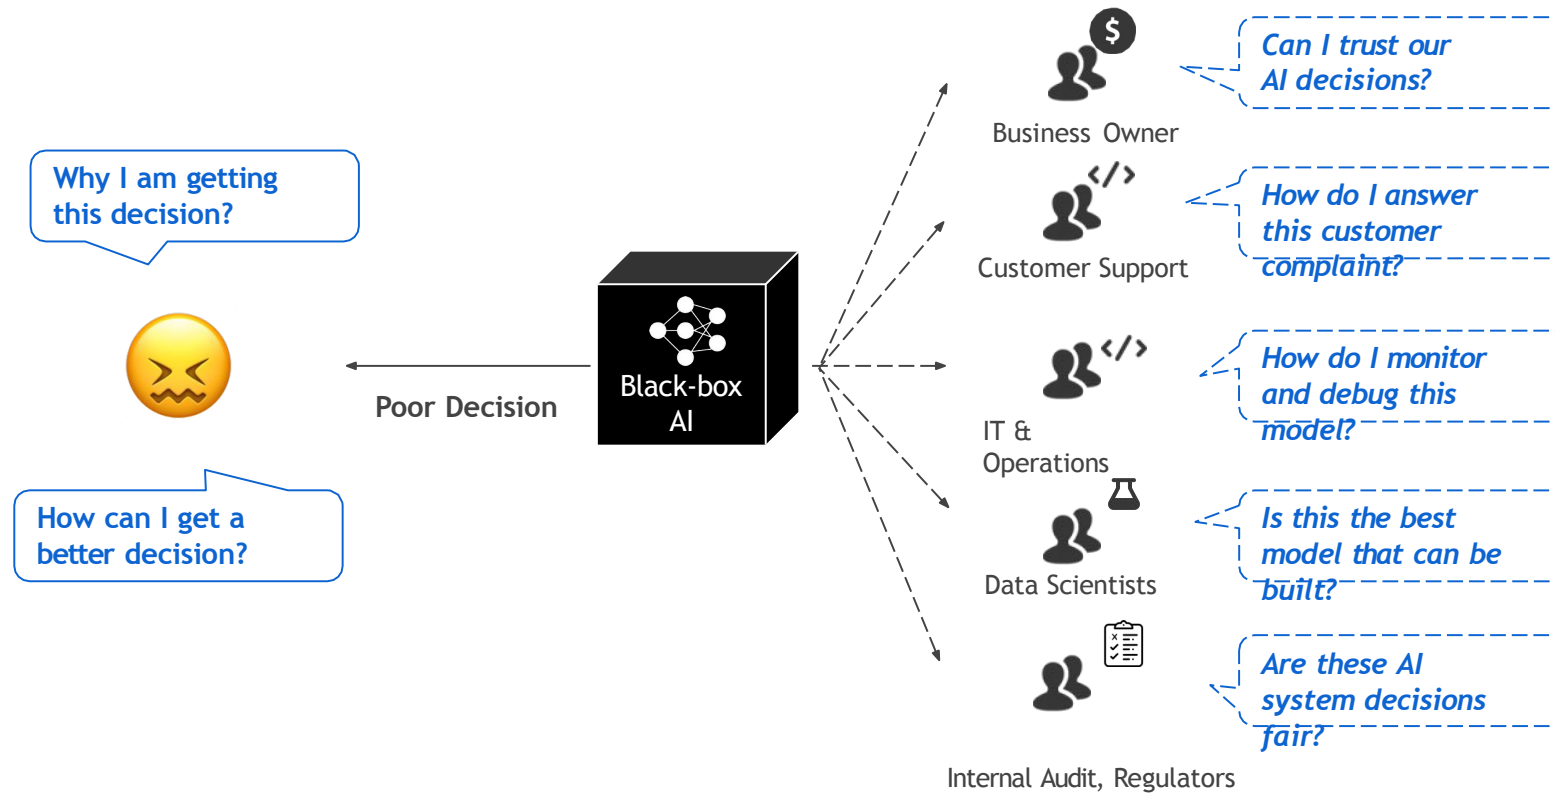 Why I am getting
this decision?
Poor Decision
How can I get a
better decision?
Black-box
AI
$
Business Owner
Can I trust our
AI decisions?
</>
Customer Support
How do I answer
this customer
complaint?
</>
IT &
Operations
How do I monitor
and debug this
model?
Data Scientists
Is this the best
model that can be
built?
Internal Audit, Regulators
Are these AI
system decisions
fair?